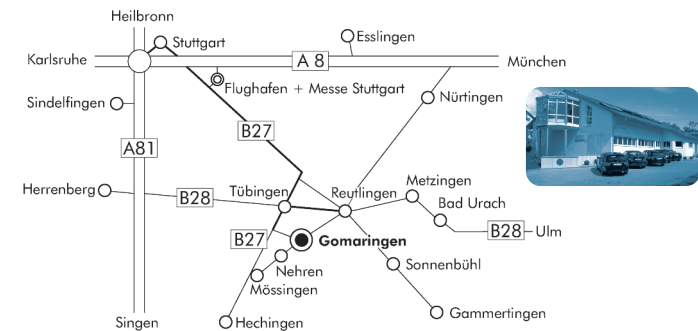 Heilbronn
Stuttgart
Esslingen
Karlsruhe
A 8
München
Flughafen + Messe Stuttgart
Sindelfingen
Nürtingen
B27
A81
Herrenberg
B28
Tübingen
Reutlingen
Metzingen
Bad Urach
B28
Ulm
B27
Gomaringen
Nehren
Sonnenbühl
Mössingen
Singen
Hechingen
Gammertingen